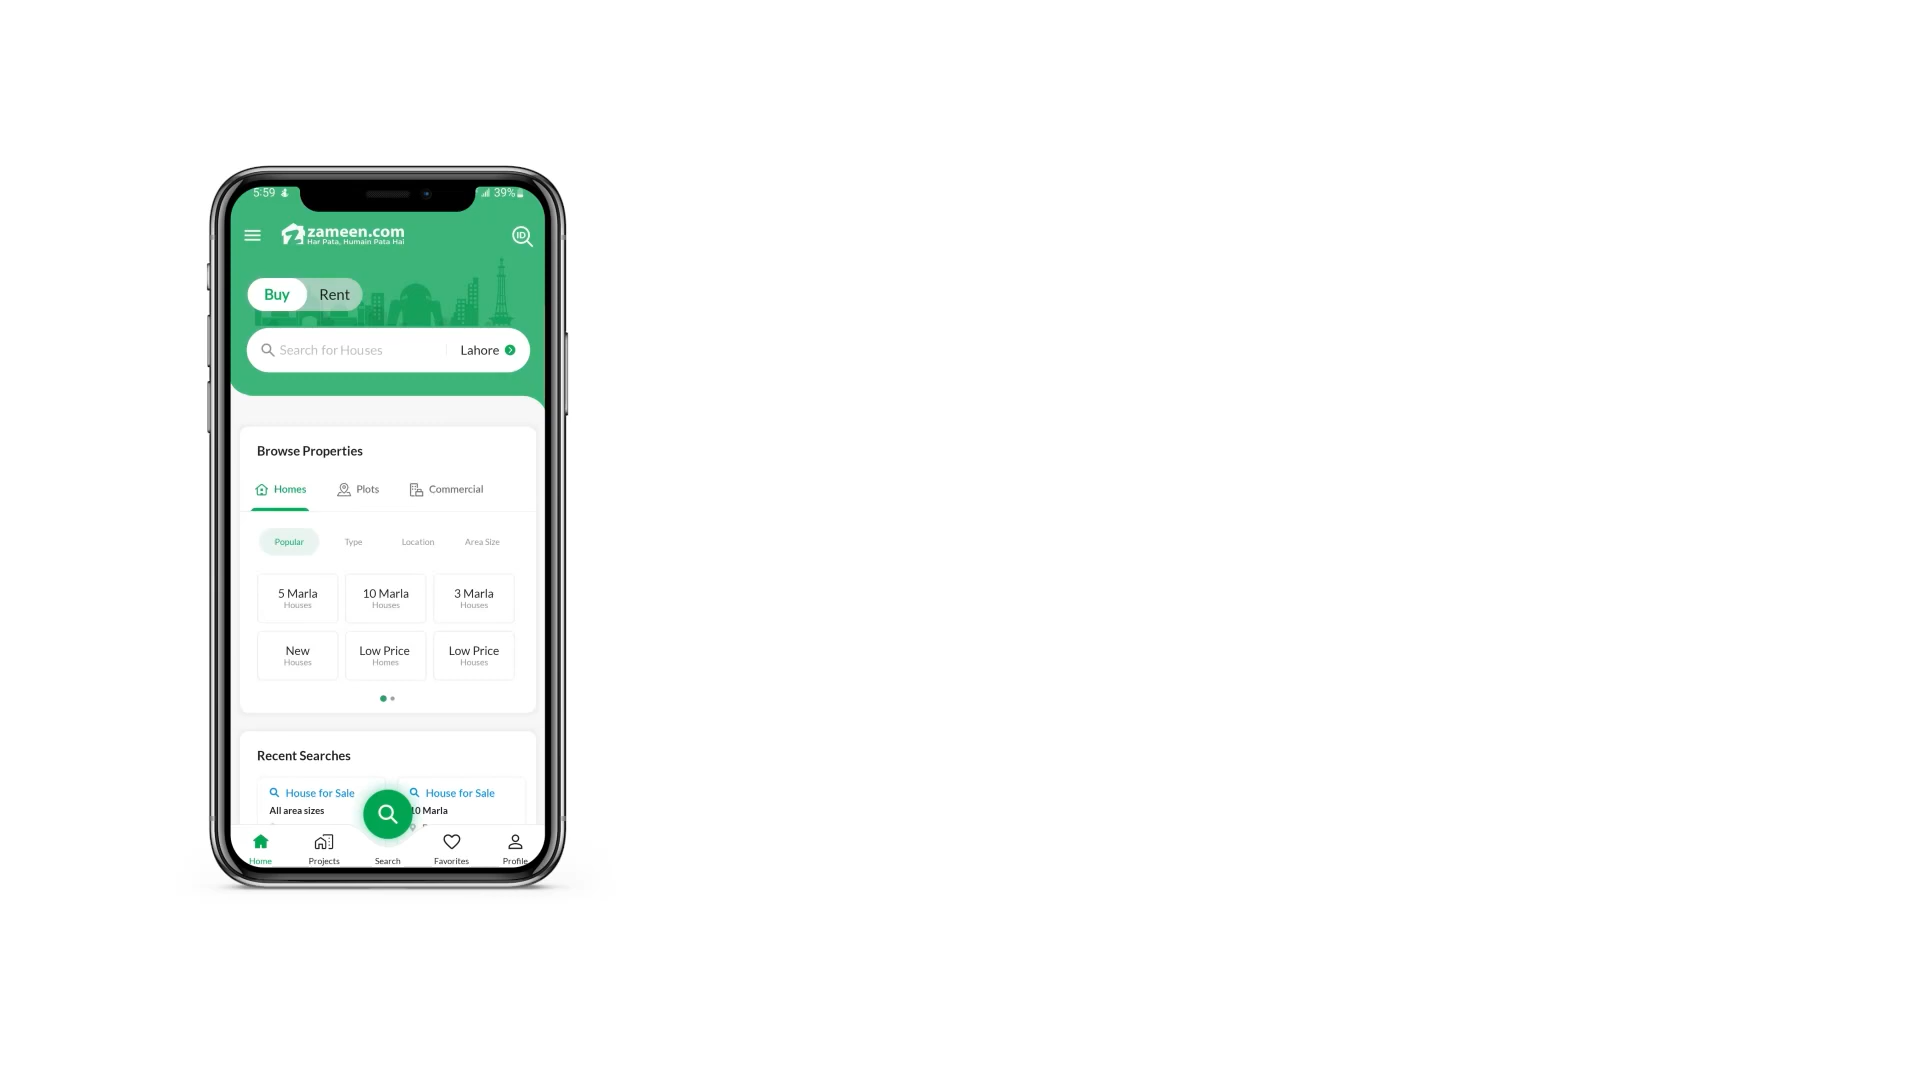 5:59
39%
zameen.com
Har Pata, Humain Pata Hai
ID
Buy Rent
Search for Houses Lahore
Browse Properties
Homes Plots Commercial
Popular Type Location Area Size
5 Marla 10 Marla 3 Marla
Houses Houses Houses
New Low Price Low Price
Houses Homes Houses
Recent Searches
House for Sale House for Sale
All area sizes 10 Marla
Home Projects Search Favorites Profile